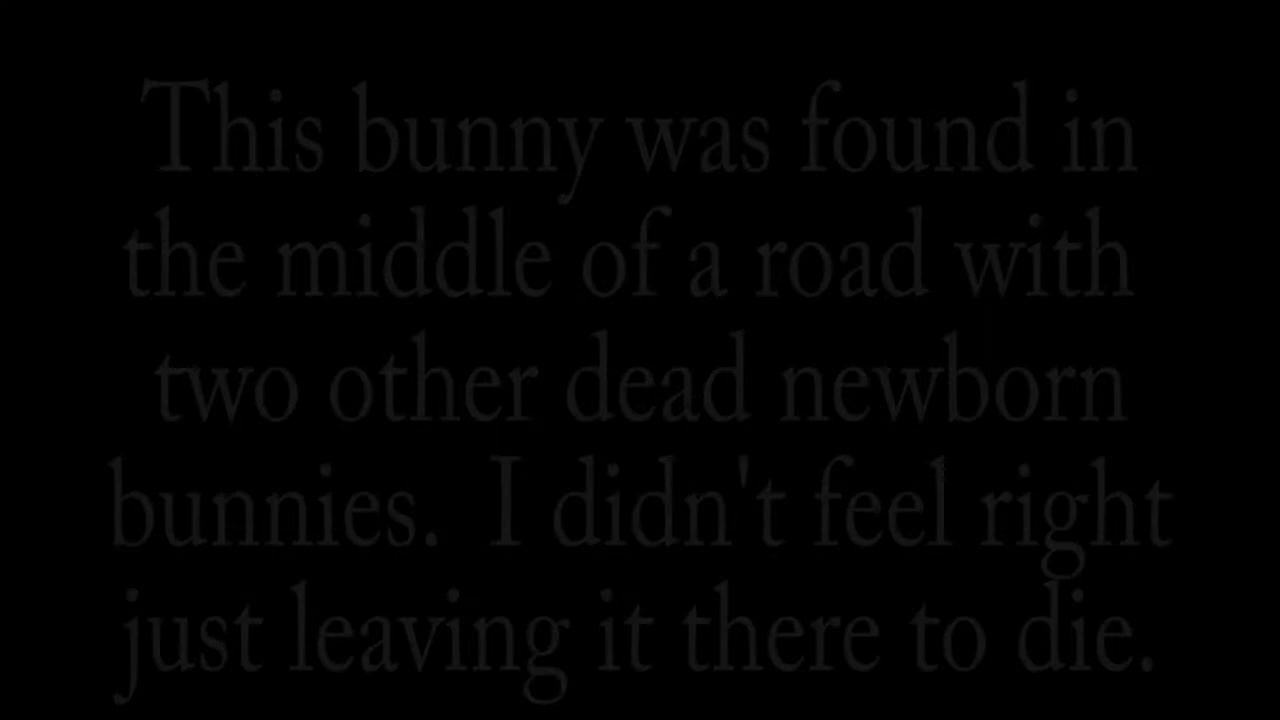 This bunny was found in
the middle of a road with
two other dead newborn
bunnies.  I didn't feel right
just leaving it there to die.